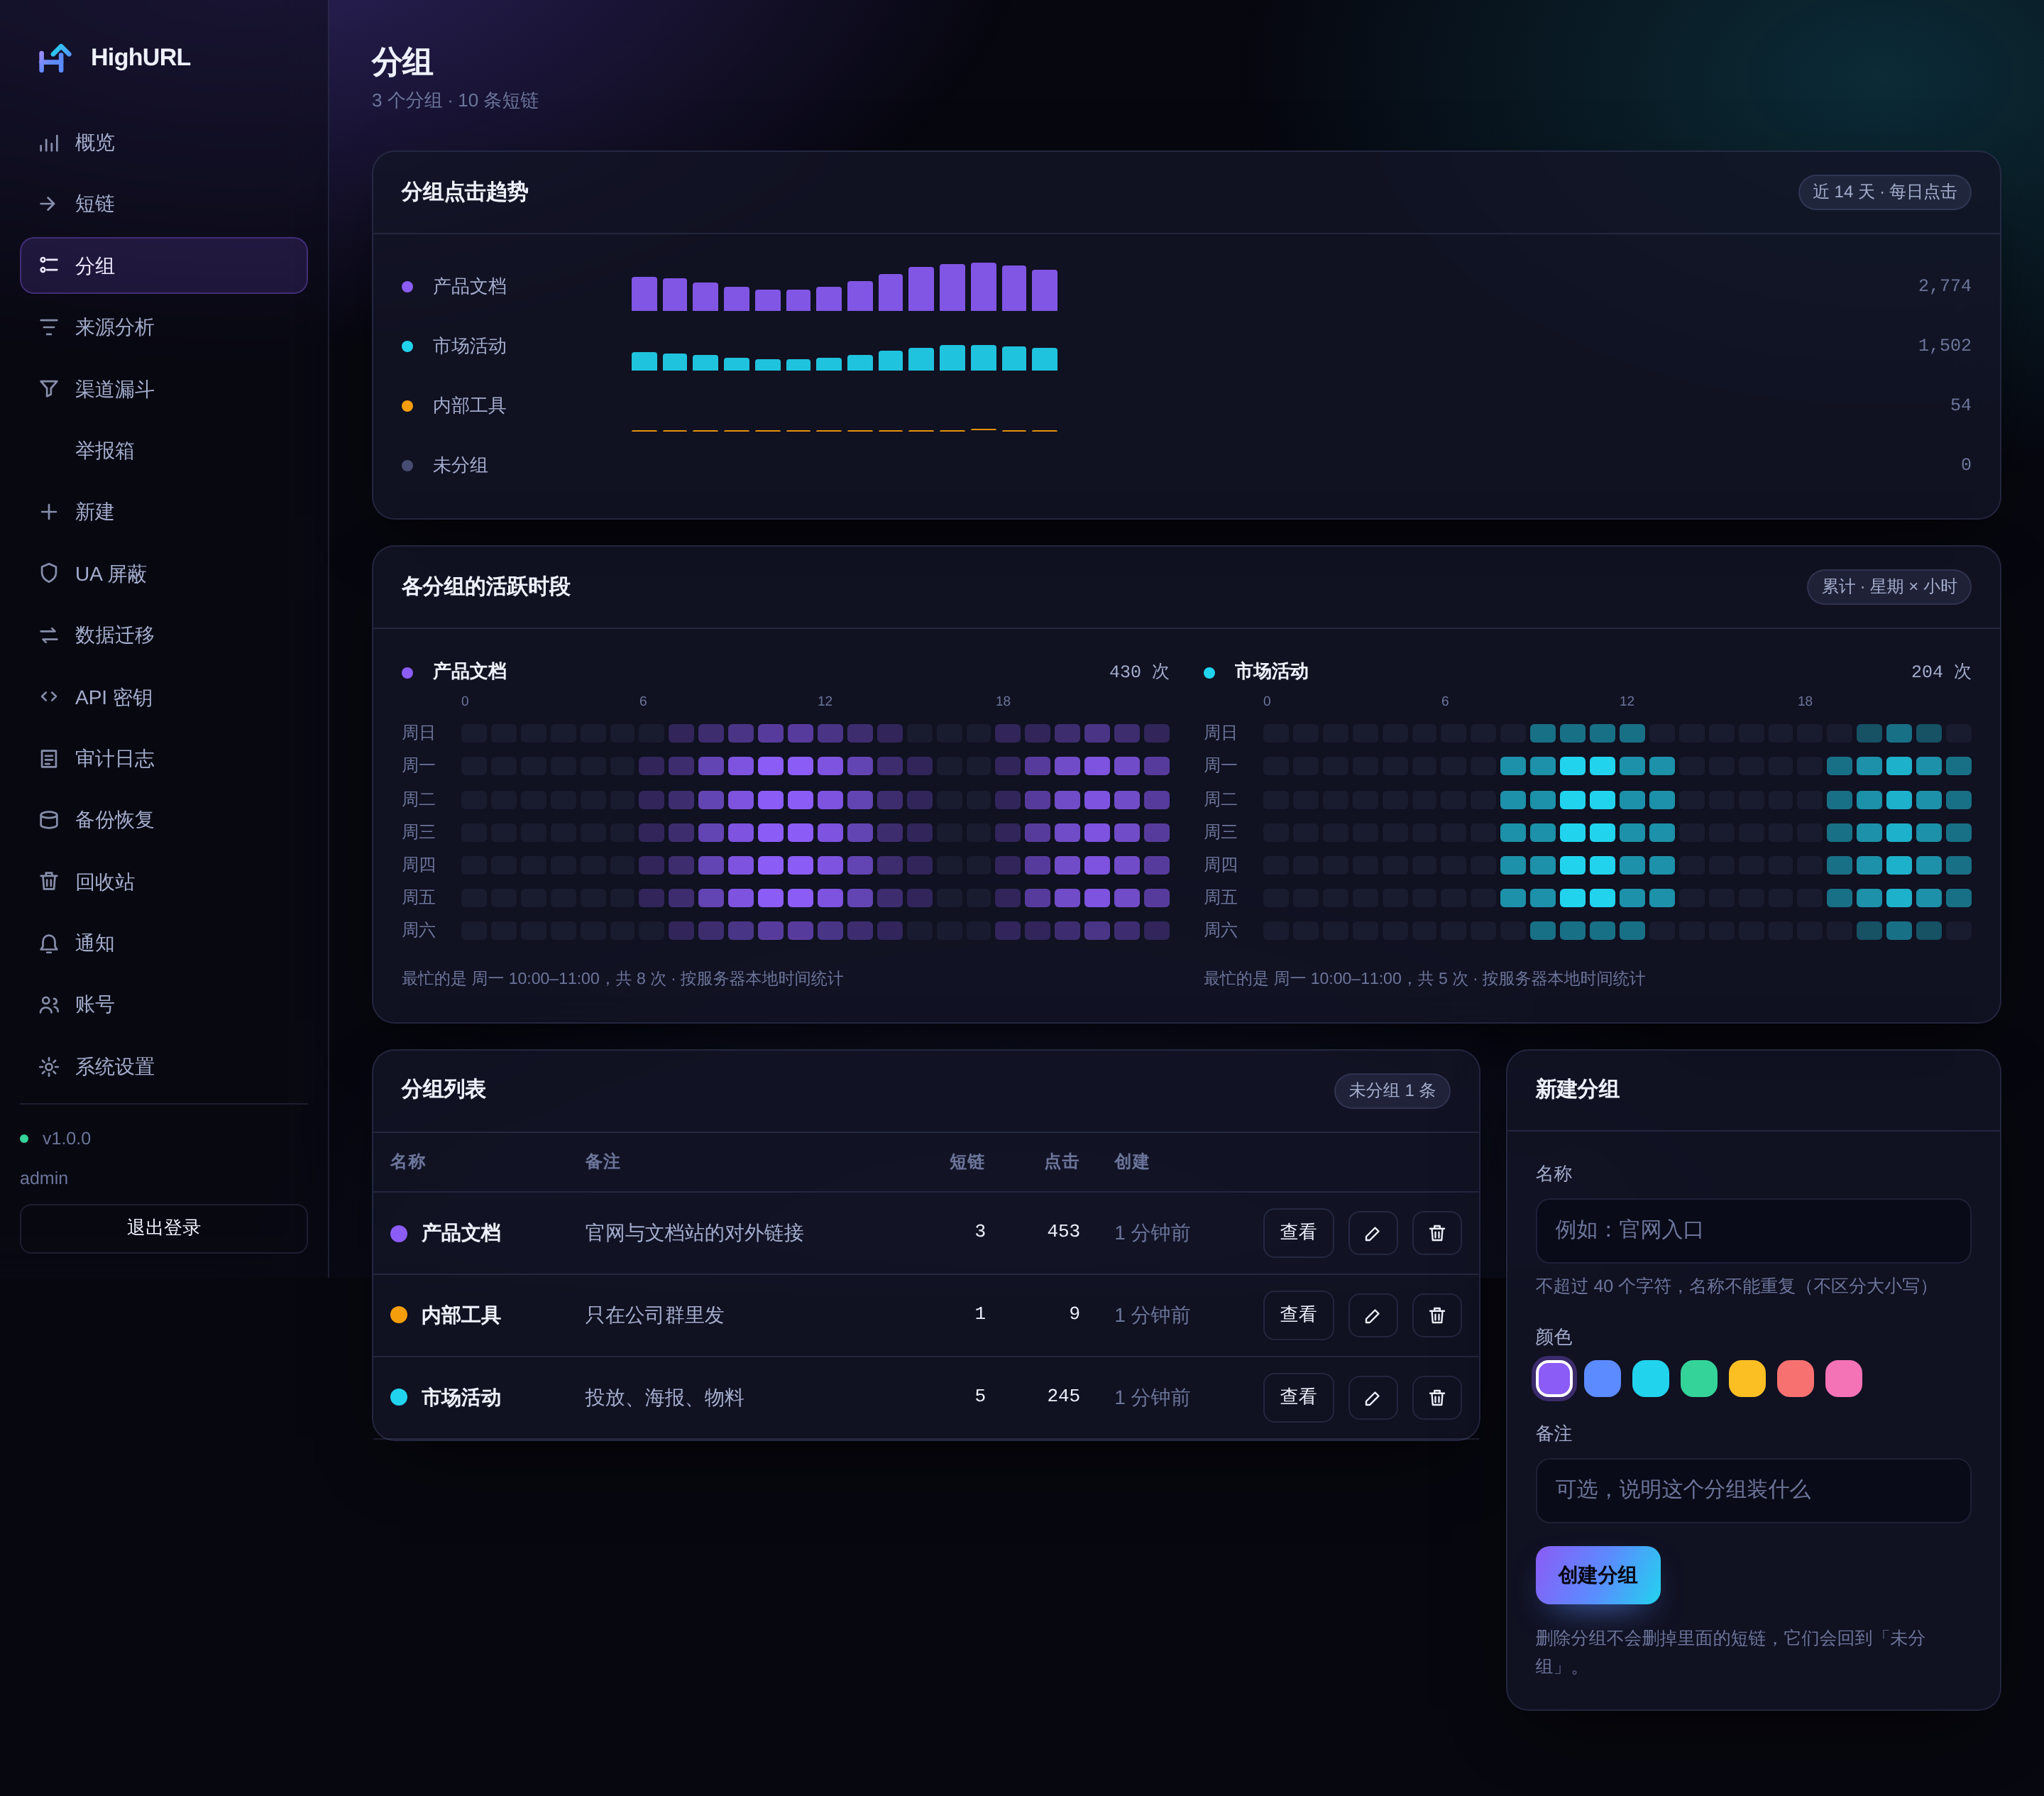 HighURL
概览
短链
分组
来源分析
渠道漏斗
举报箱
新建
UA 屏蔽
数据迁移
API 密钥
审计日志
备份恢复
回收站
通知
账号
系统设置
v1.0.0
admin
退出登录
分组
3 个分组 · 10 条短链
分组点击趋势
近 14 天 · 每日点击
产品文档 2,774
市场活动 1,502
内部工具 54
未分组 0
各分组的活跃时段
累计 · 星期 × 小时
产品文档 430 次
0 6 12 18
周日
周一
周二
周三
周四
周五
周六
最忙的是 周一 10:00–11:00，共 8 次 · 按服务器本地时间统计
市场活动 204 次
0 6 12 18
周日
周一
周二
周三
周四
周五
周六
最忙的是 周一 10:00–11:00，共 5 次 · 按服务器本地时间统计
分组列表
未分组 1 条
名称 备注 短链 点击 创建
产品文档 官网与文档站的对外链接 3 453 1 分钟前 查看
内部工具 只在公司群里发 1 9 1 分钟前 查看
市场活动 投放、海报、物料 5 245 1 分钟前 查看
新建分组
名称
例如：官网入口
不超过 40 个字符，名称不能重复（不区分大小写）
颜色
备注
可选，说明这个分组装什么
创建分组
删除分组不会删掉里面的短链，它们会回到「未分
组」。